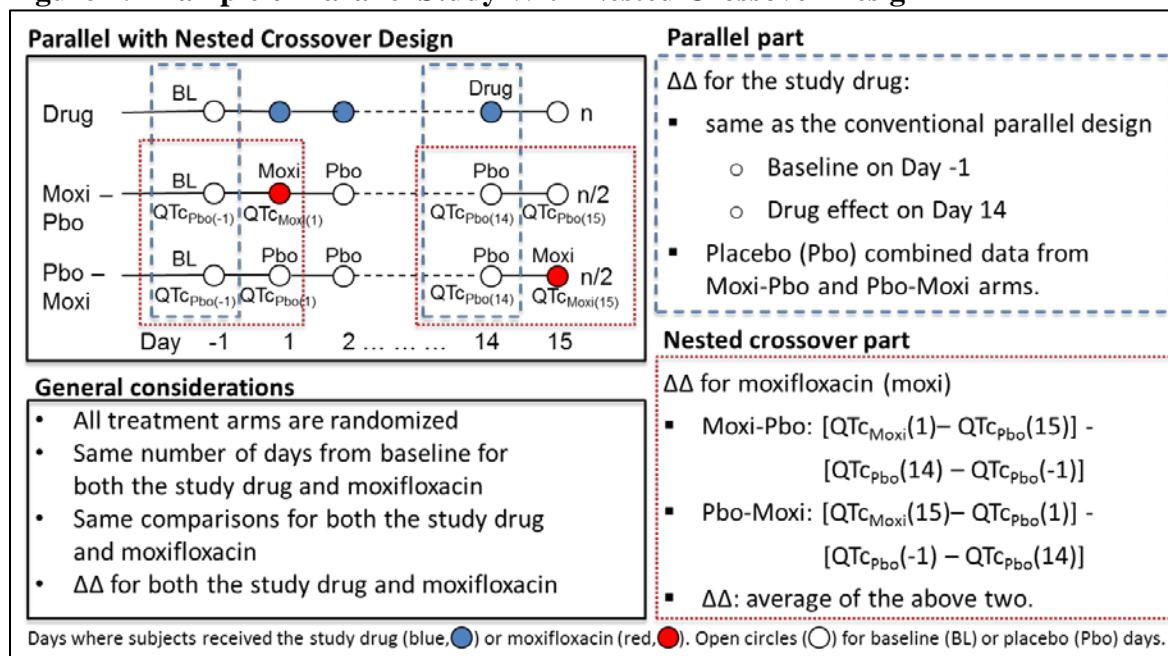 Parallel with Nested Crossover Design
BL
Drug
Drug
n
BL
Moxi
Pbo
Pbo
Moxi –
Pbo
n/2
QTcPbo(-1)
QTcMoxi(1)
QTcPbo(14)
QTcPbo(15)
BL
Pbo
Pbo
Pbo
Moxi
Pbo –
Moxi
n/2
QTcPbo(-1)
QTcPbo(1)
QTcPbo(14)
QTcMoxi(15)
Day -1 1 2 … … … 14 15
General considerations
• All treatment arms are randomized
• Same number of days from baseline for
both the study drug and moxifloxacin
• Same comparisons for both the study drug
and moxifloxacin
• ΔΔ for both the study drug and moxifloxacin
Parallel part
ΔΔ for the study drug:
▪ same as the conventional parallel design
○ Baseline on Day -1
○ Drug effect on Day 14
▪ Placebo (Pbo) combined data from
Moxi-Pbo and Pbo-Moxi arms.
Nested crossover part
ΔΔ for moxifloxacin (moxi)
▪ Moxi-Pbo: [QTcMoxi(1)– QTcPbo(15)] -
[QTcPbo(14) – QTcPbo(-1)]
▪ Pbo-Moxi: [QTcMoxi(15)– QTcPbo(1)] -
[QTcPbo(-1) – QTcPbo(14)]
▪ ΔΔ: average of the above two.
Days where subjects received the study drug (blue, ) or moxifloxacin (red, ). Open circles ( ) for baseline (BL) or placebo (Pbo) days.